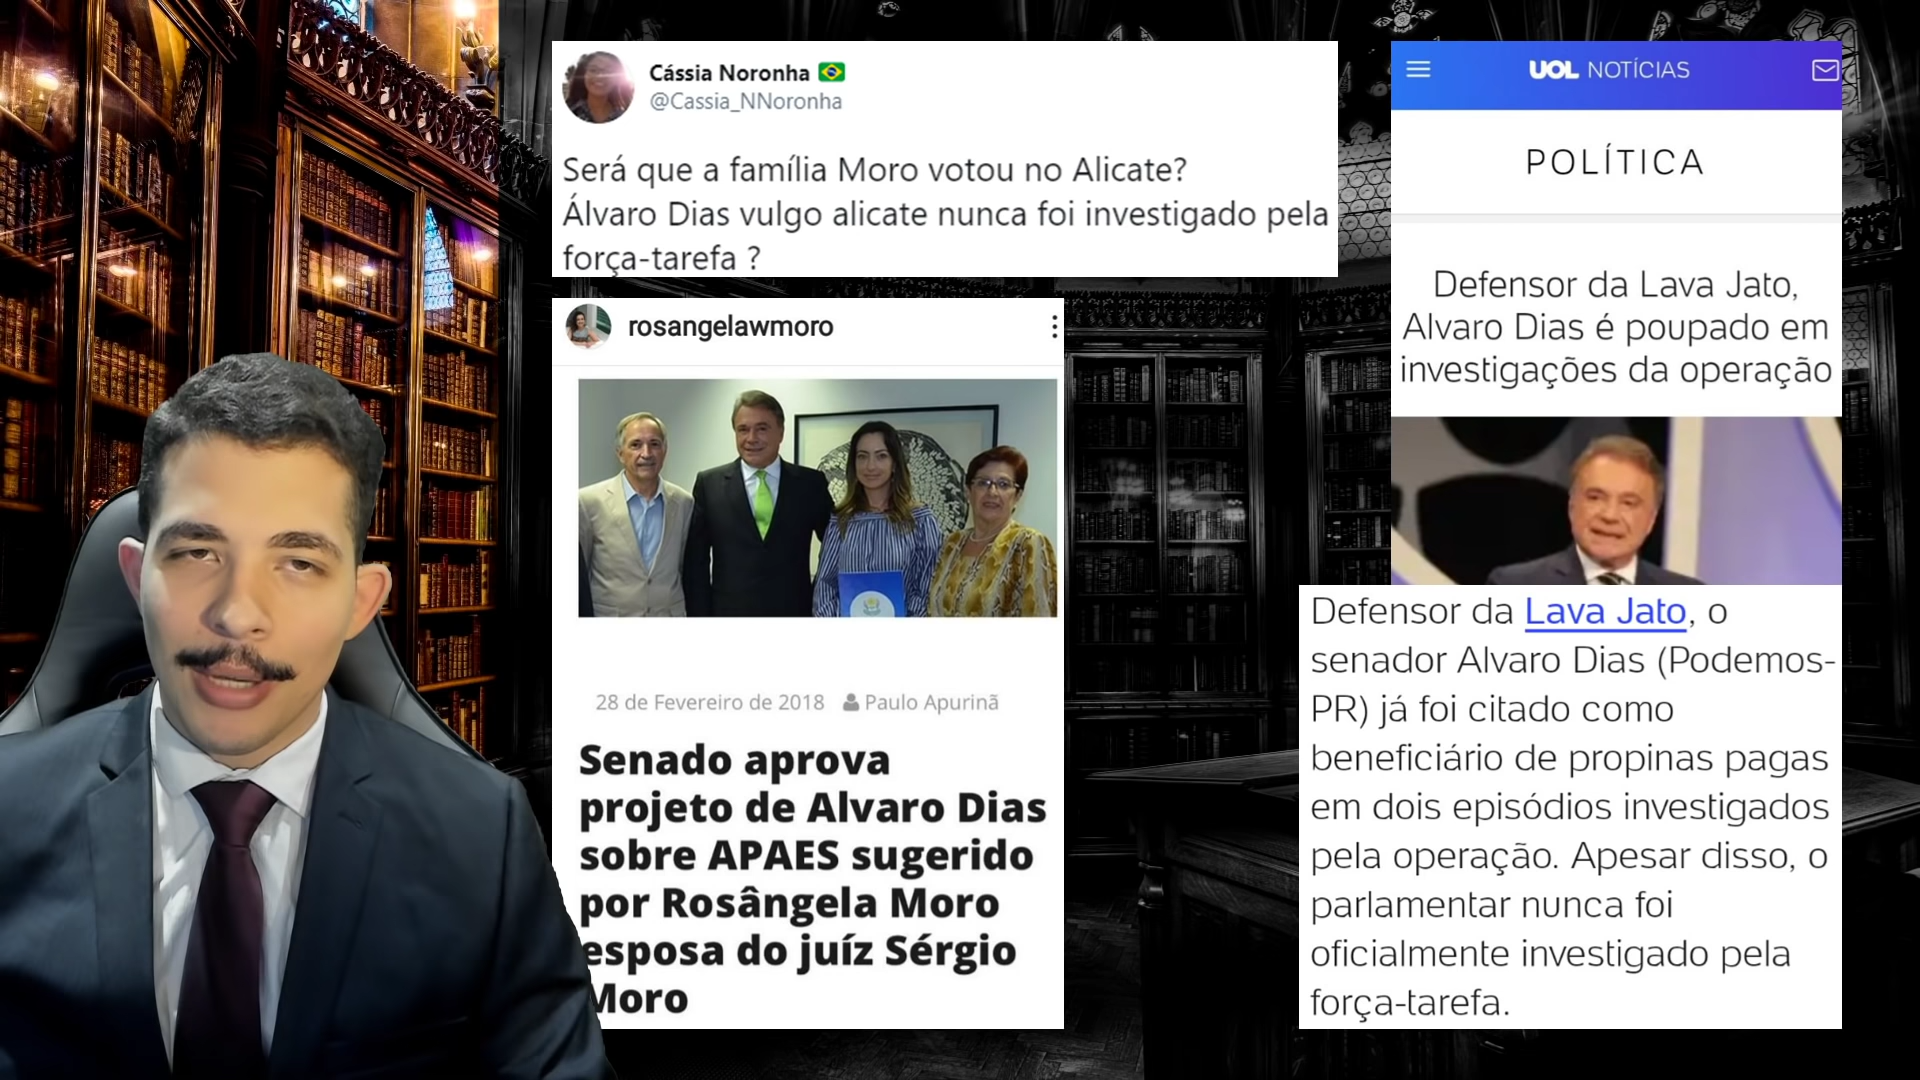 Cássia Noronha
@Cassia_NNoronha
Será que a família Moro votou no Alicate?
Álvaro Dias vulgo alicate nunca foi investigado pela
força-tarefa ?
rosangelawmoro
28 de Fevereiro de 2018 Paulo Apurinã
Senado aprova
projeto de Alvaro Dias
sobre APAES sugerido
por Rosângela Moro
esposa do juíz Sérgio
Moro
UOL NOTÍCIAS
POLÍTICA
Defensor da Lava Jato,
Alvaro Dias é poupado em
investigações da operação
Defensor da Lava Jato, o
senador Alvaro Dias (Podemos-
PR) já foi citado como
beneficiário de propinas pagas
em dois episódios investigados
pela operação. Apesar disso, o
parlamentar nunca foi
oficialmente investigado pela
força-tarefa.